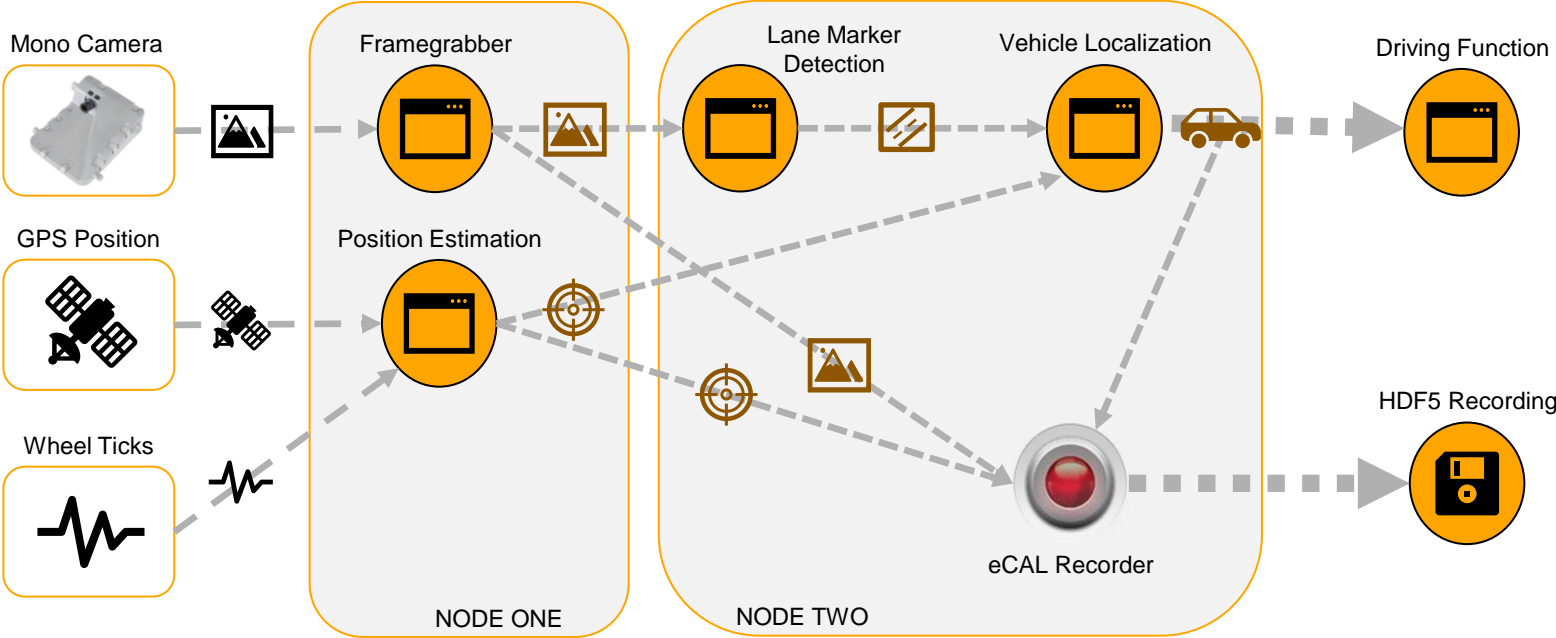 Mono Camera
Framegrabber
Lane Marker
Detection
Vehicle Localization
Driving Function
GPS Position
Position Estimation
Wheel Ticks
HDF5 Recording
eCAL Recorder
NODE ONE
NODE TWO